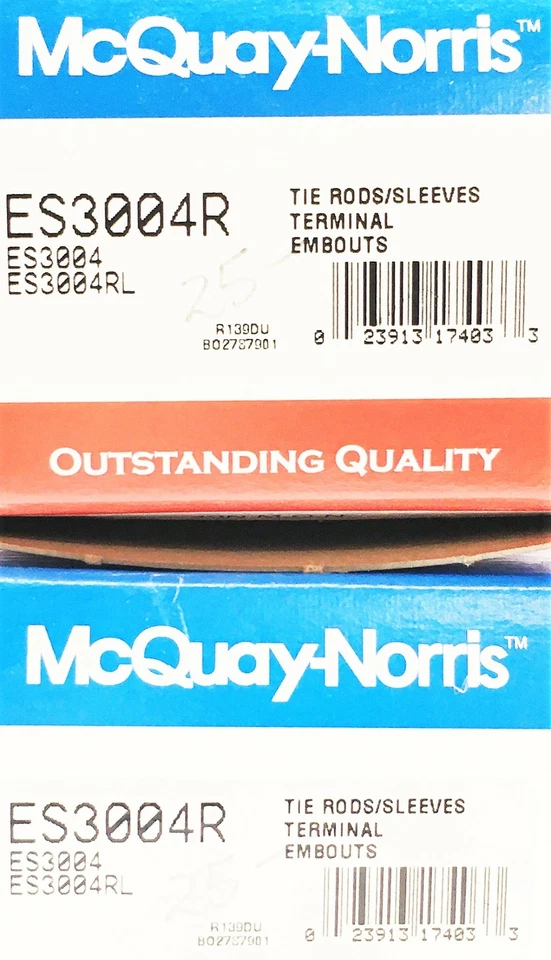 McQuay-Norris™
ES3004R
ES3004
ES3004RL
TIE RODS/SLEEVES
TERMINAL
EMBOUTS
25
R139DU
B02787901
0 23913 17403 3
OUTSTANDING QUALITY
McQuay-Norris™
ES3004R
ES3004
ES3004RL
TIE RODS/SLEEVES
TERMINAL
EMBOUTS
25
R139DU
B02787901
0 23913 17403 3